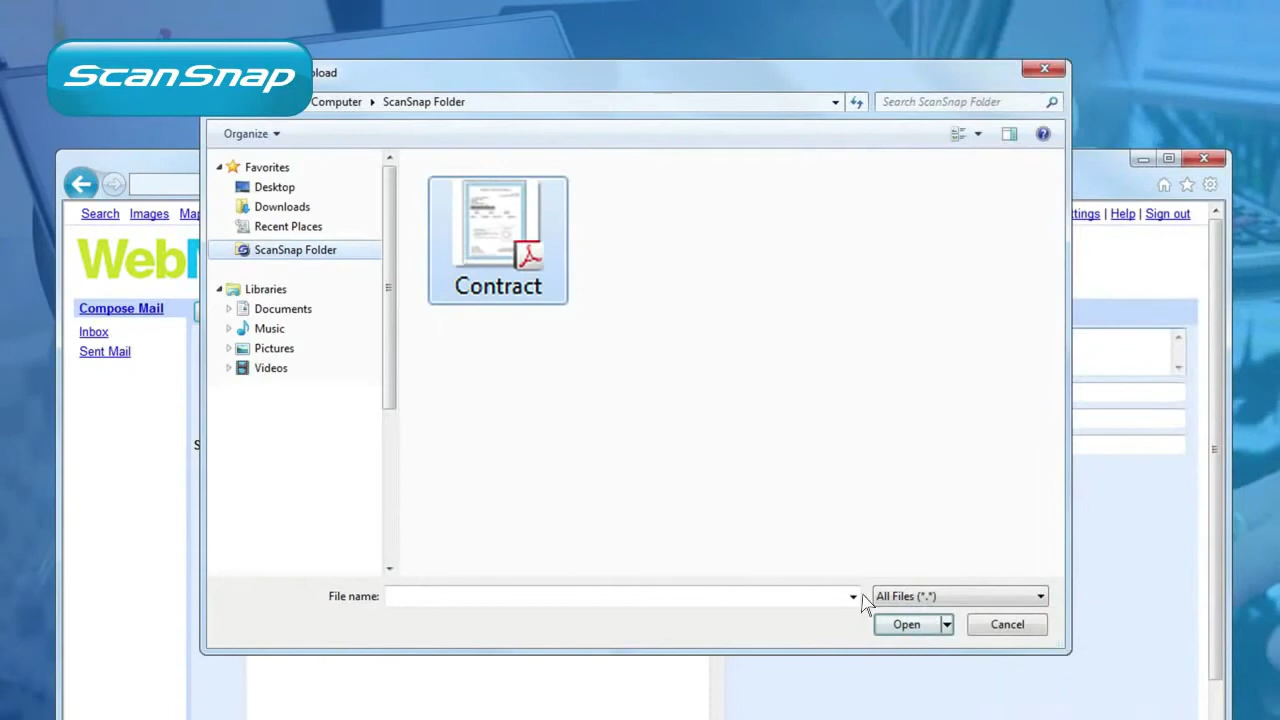 ScanSnap
load
Computer ScanSnap Folder
Search ScanSnap Folder
Organize
Favorites
Desktop
Downloads
Recent Places
ScanSnap Folder
Libraries
Documents
Music
Pictures
Videos
Contract
File name:
All Files (*.*)
Open
Cancel
Search Images Ma
tings | Help | Sign out
Web
Compose Mail
Inbox
Sent Mail
S